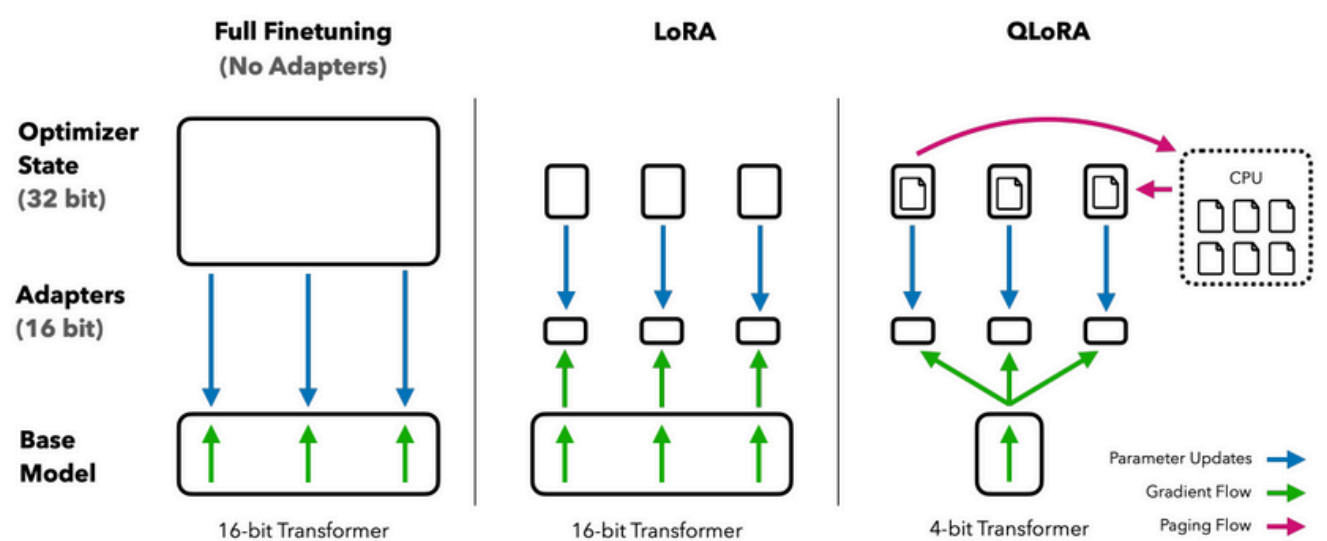 Full Finetuning
(No Adapters)
LoRA
QLoRA
Optimizer
State
(32 bit)
CPU
Adapters
(16 bit)
Base
Model
Parameter Updates
Gradient Flow
Paging Flow
16-bit Transformer
16-bit Transformer
4-bit Transformer